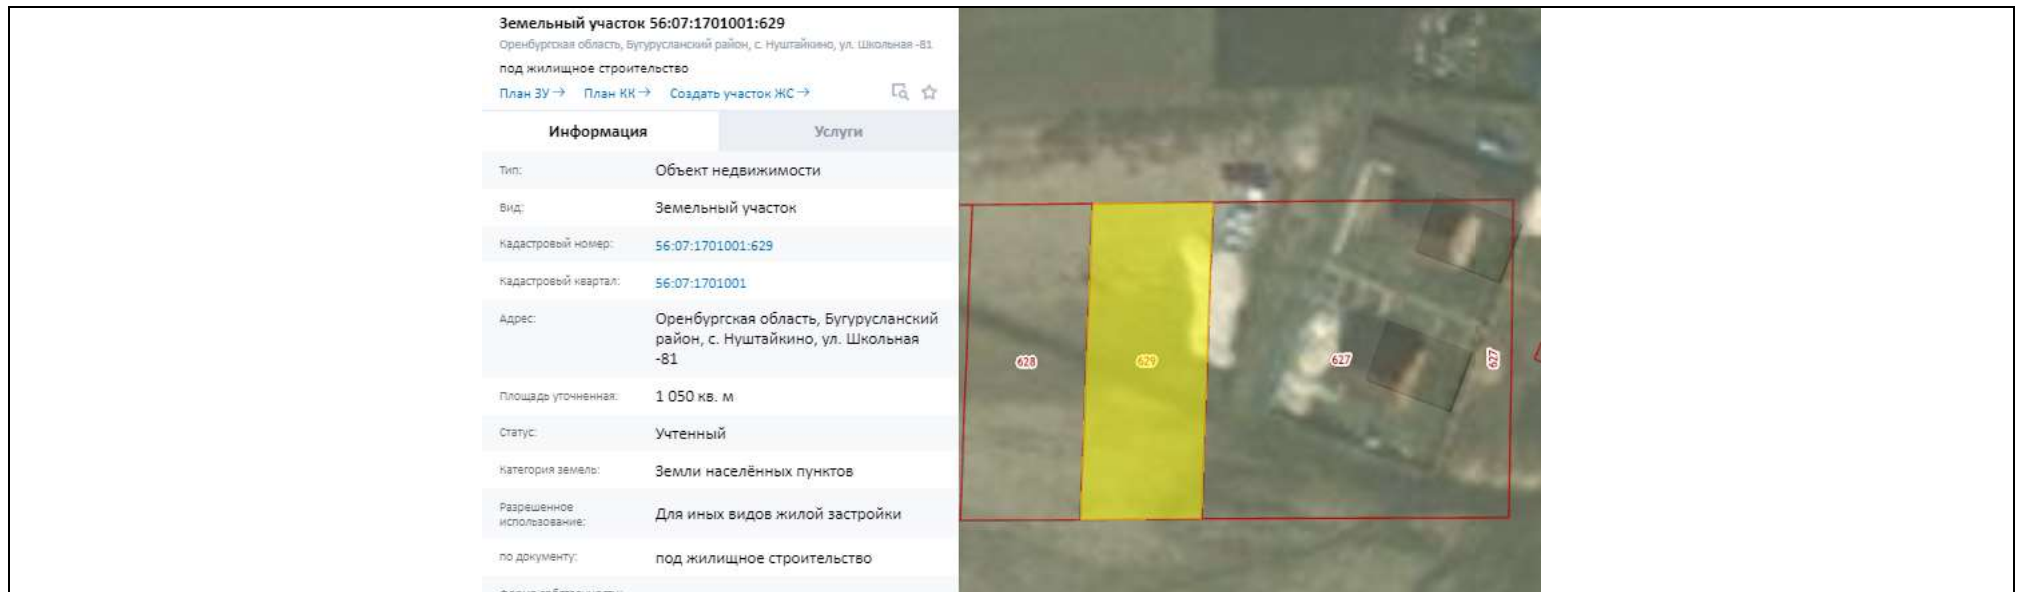 Земельный участок 56:07:1701001:629
Оренбургская область, Бугурусланский район, с. Нуштайкино, ул. Школьная -81
под жилищное строительство
План ЗУ → План КК → Создать участок ЖС →
Информация Услуги
Тип: Объект недвижимости
Вид: Земельный участок
Кадастровый номер: 56:07:1701001:629
Кадастровый квартал: 56:07:1701001
Адрес: Оренбургская область, Бугурусланский
район, с. Нуштайкино, ул. Школьная
-81
Площадь уточненная: 1 050 кв. м
Статус: Учтенный
Категория земель: Земли населённых пунктов
Разрешенное
использование: Для иных видов жилой застройки
по документу: под жилищное строительство
628
629
627
627